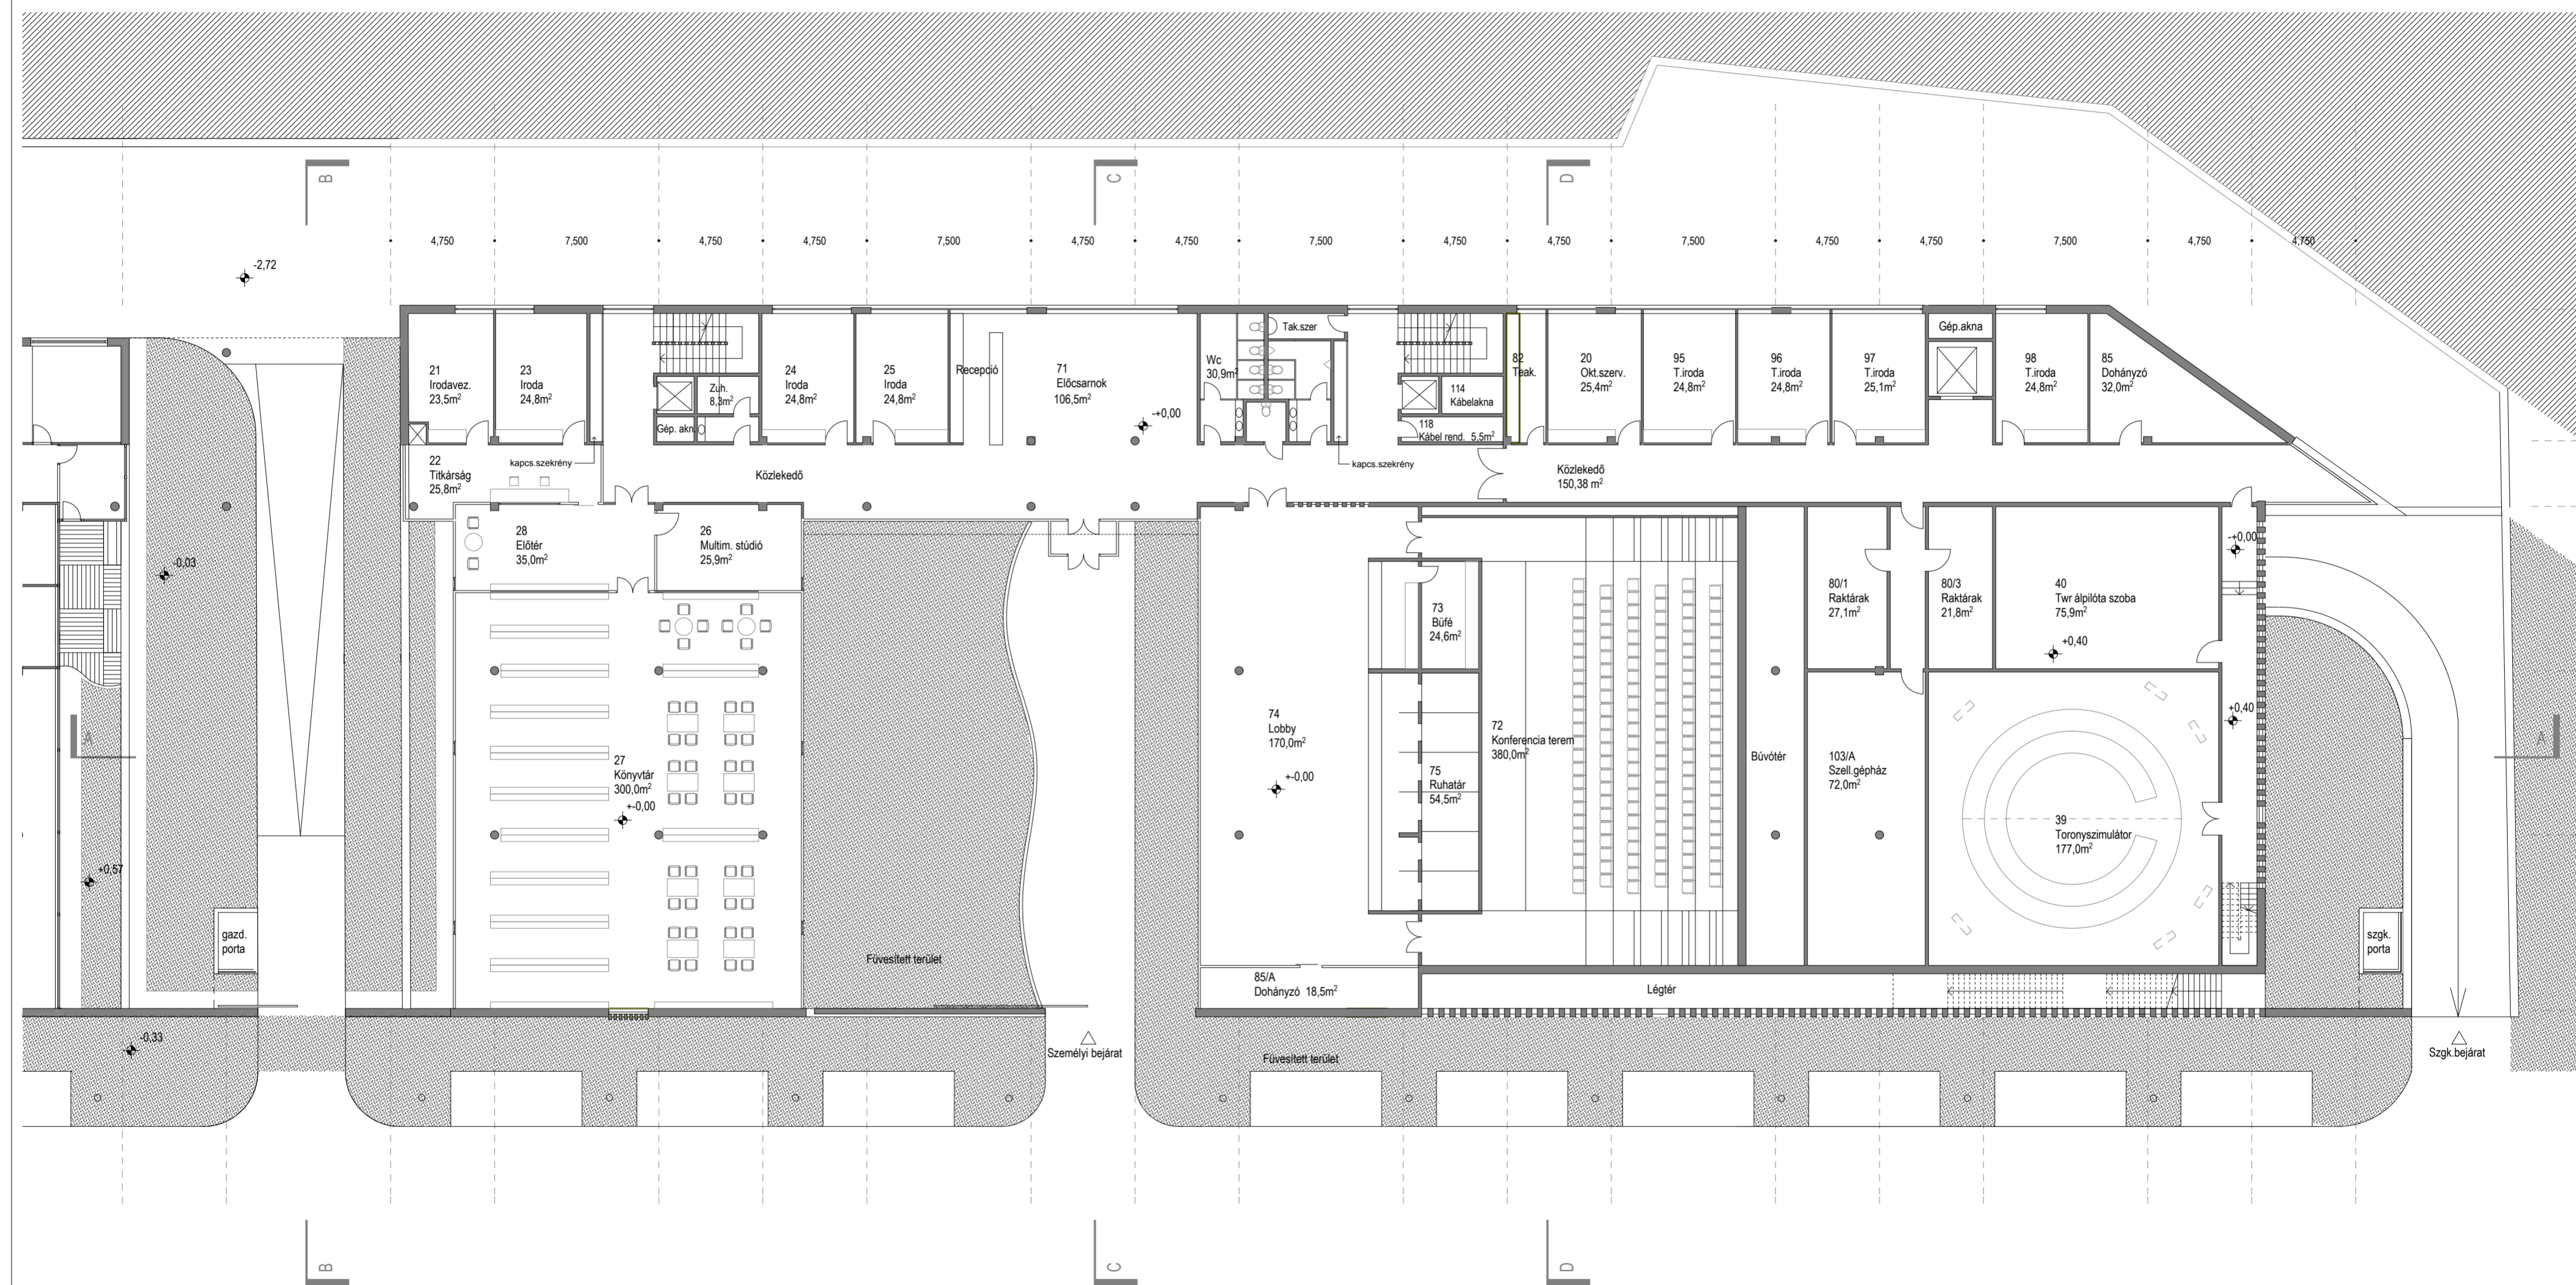 B
C
D
4,750
7,500
4,750
4,750
7,500
4,750
4,750
7,500
4,750
4,750
7,500
4,750
4,750
7,500
4,750
4,750
-2,72
21
Irodavez.
23,5m²
23
Iroda
24,8m²
Zuh.
8,3m²
Gép. akn.
24
Iroda
24,8m²
25
Iroda
24,8m²
Recepció
71
Előcsarnok
106,5m²
-+0,00
Wc
30,9m²
Tak.szer
114
Kábelakna
118
Kábel rend. 5,5m²
82
Teak.
20
Okt.szerv.
25,4m²
95
T.iroda
24,8m²
96
T.iroda
24,8m²
97
T.iroda
25,1m²
Gép.akna
98
T.iroda
24,8m²
85
Dohányzó
32,0m²
22
Titkárság
25,8m²
kapcs.szekrény
Közlekedő
kapcs.szekrény
Közlekedő
150,38 m²
28
Előtér
35,0m²
26
Multim. stúdió
25,9m²
-0,03
73
Büfé
24,6m²
80/1
Raktárak
27,1m²
80/3
Raktárak
21,8m²
40
Twr álpilóta szoba
75,9m²
+0,40
-+0,00
+0,40
A
27
Könyvtár
300,0m²
+-0,00
74
Lobby
170,0m²
+-0,00
75
Ruhatár
54,5m²
72
Konferencia terem
380,0m²
Búvótér
103/A
Szell.gépház
72,0m²
39
Toronyszimulátor
177,0m²
A
+0,57
gazd.
porta
Füvesített terület
85/A
Dohányzó 18,5m²
Légtér
szgk.
porta
-0,33
Személyi bejárat
Füvesített terület
Szgk.bejárat
B
C
D